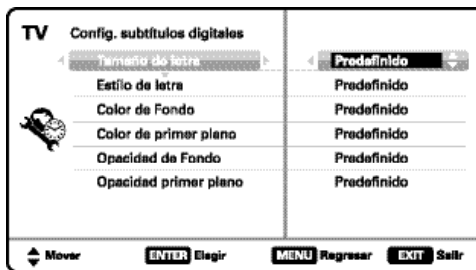 TV Config. subtítulos digitales
Tamaño de letra Predefinido
Estilo de letra Predefinido
Color de Fondo Predefinido
Color de primer plano Predefinido
Opacidad de Fondo Predefinido
Opacidad primer plano Predefinido
Mover ENTER Elegir MENU Regresar EXIT Salir